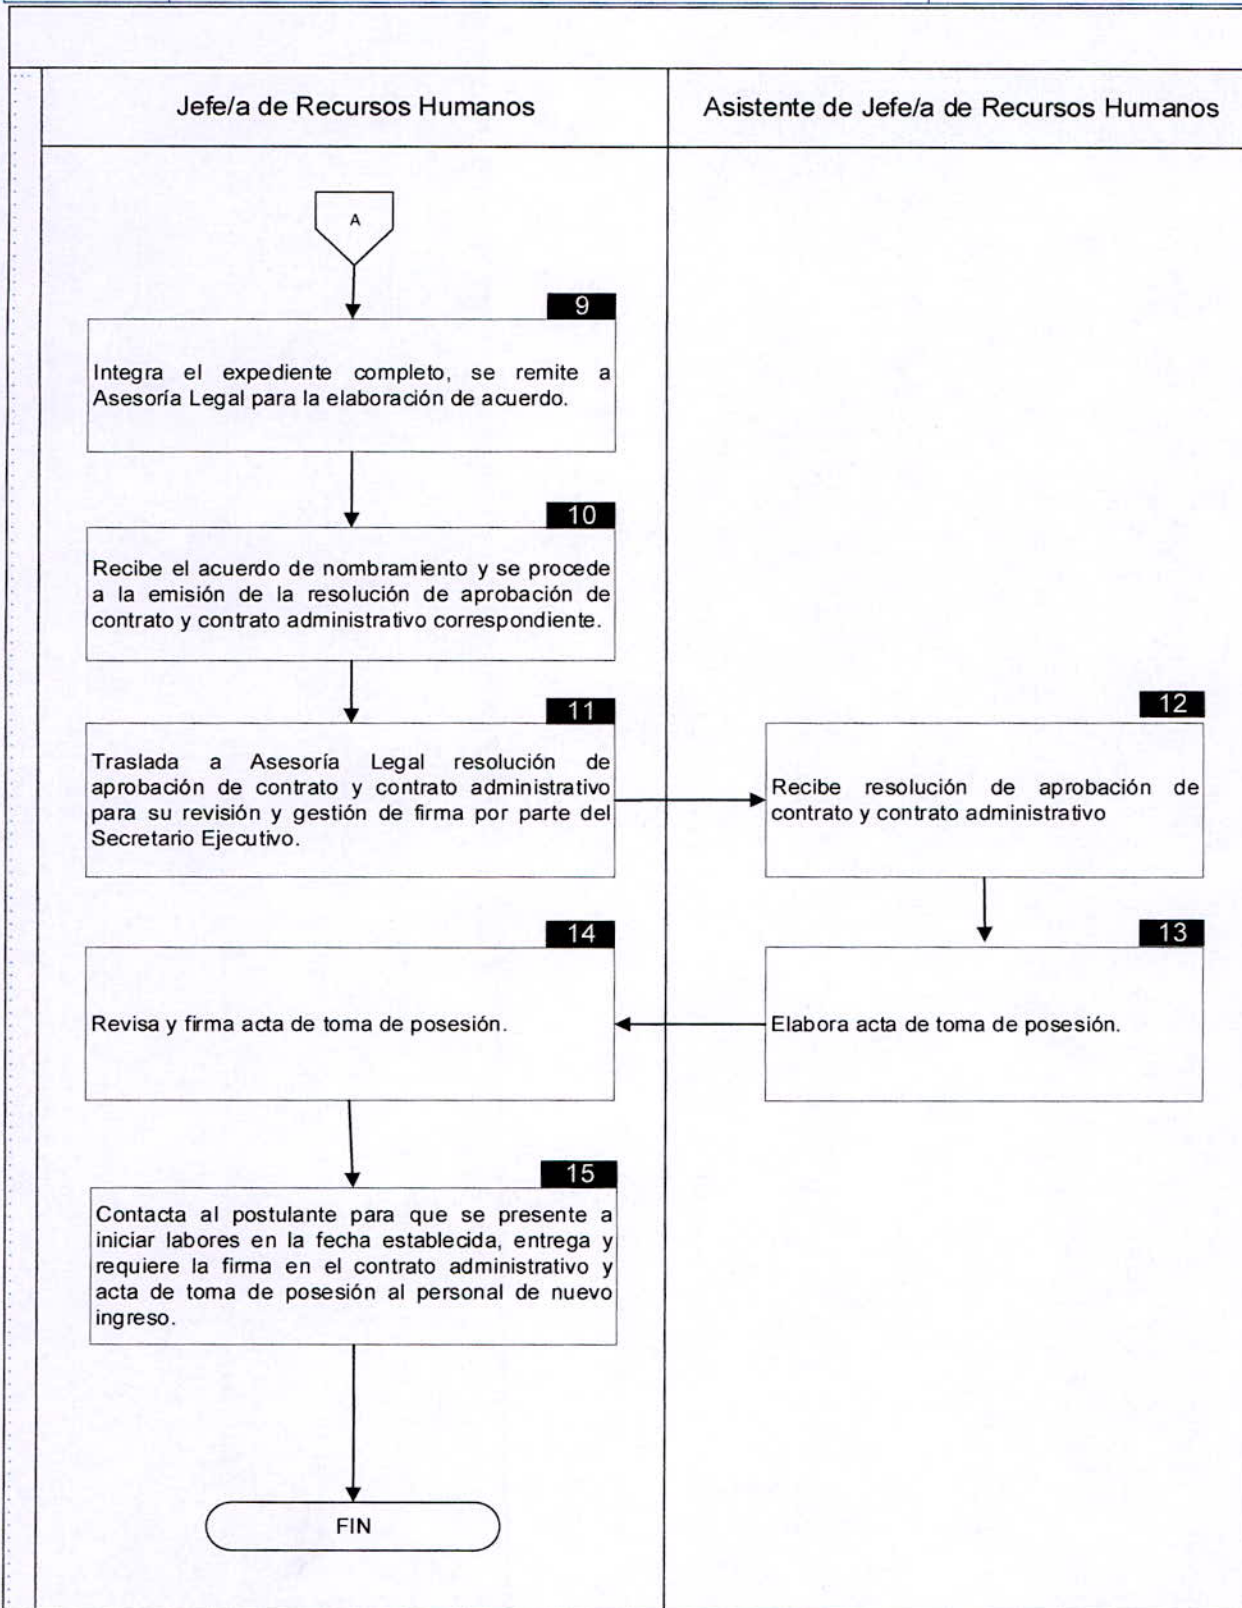 Jefe/a de Recursos Humanos
Asistente de Jefe/a de Recursos Humanos
A
9
Integra el expediente completo, se remite a
Asesoría Legal para la elaboración de acuerdo.
10
Recibe el acuerdo de nombramiento y se procede
a la emisión de la resolución de aprobación de
contrato y contrato administrativo correspondiente.
11
Traslada a Asesoría Legal resolución de
aprobación de contrato y contrato administrativo
para su revisión y gestión de firma por parte del
Secretario Ejecutivo.
12
Recibe resolución de aprobación de
contrato y contrato administrativo
13
Elabora acta de toma de posesión.
14
Revisa y firma acta de toma de posesión.
15
Contacta al postulante para que se presente a
iniciar labores en la fecha establecida, entrega y
requiere la firma en el contrato administrativo y
acta de toma de posesión al personal de nuevo
ingreso.
FIN